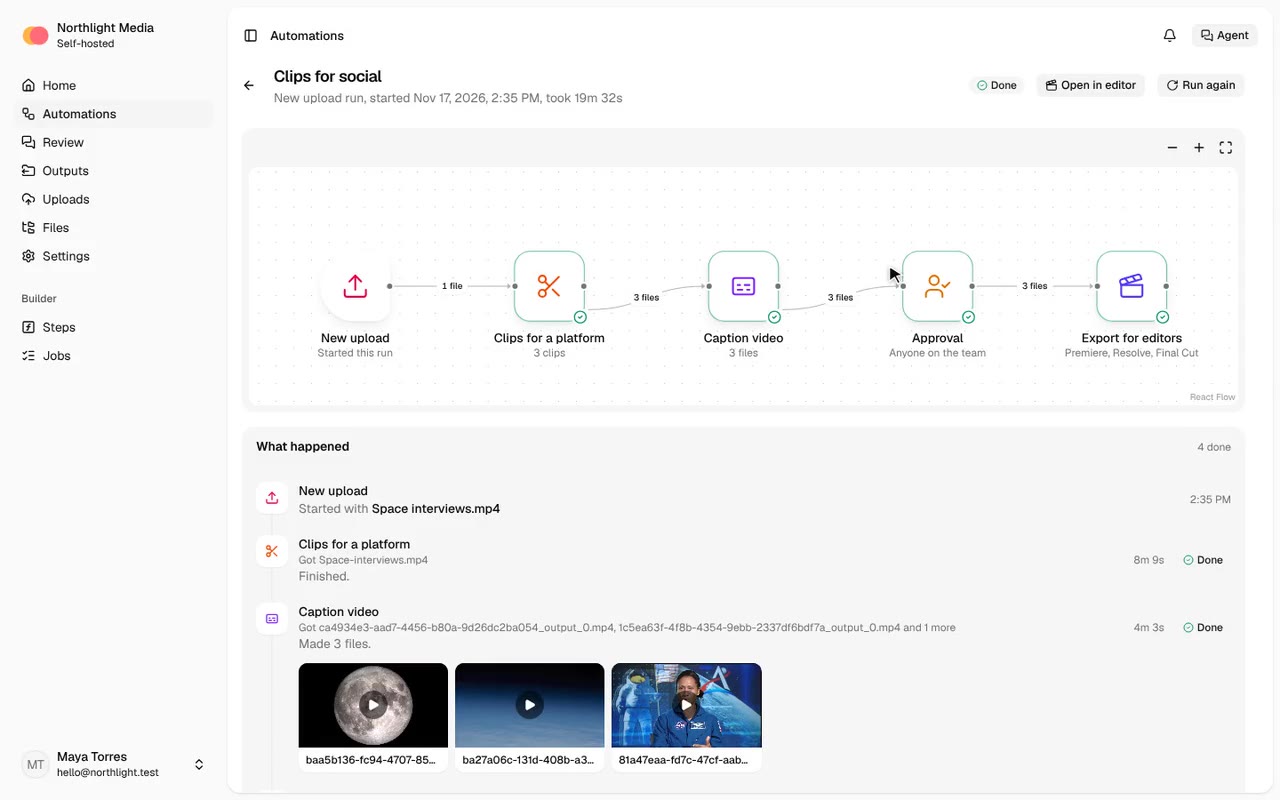 Northlight Media
Self-hosted
Home
Automations
Review
Outputs
Uploads
Files
Settings
Builder
Steps
Jobs
MT
Maya Torres
hello@northlight.test
Automations
Agent
Clips for social
New upload run, started Nov 17, 2026, 2:35 PM, took 19m 32s
Done
Open in editor
Run again
1 file
3 files
3 files
3 files
New upload
Started this run
Clips for a platform
3 clips
Caption video
3 files
Approval
Anyone on the team
Export for editors
Premiere, Resolve, Final Cut
React Flow
What happened
4 done
New upload
Started with Space interviews.mp4
2:35 PM
Clips for a platform
Got Space-interviews.mp4
Finished.
8m 9s
Done
Caption video
Got ca4934e3-aad7-4456-b80a-9d26dc2ba054_output_0.mp4, 1c5ea63f-4f8b-4354-9ebb-2337df6bdf7a_output_0.mp4 and 1 more
Made 3 files.
4m 3s
Done
baa5b136-fc94-4707-85...
ba27a06c-131d-408b-a3...
81a47eaa-fd7c-47cf-aab...